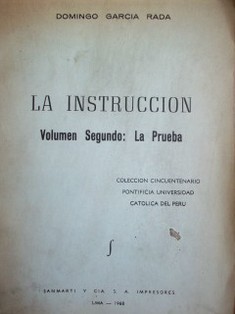 DOMINGO GARCIA RADA
LA INSTRUCCION
Volumen Segundo: La Prueba
COLECCION CINCUENTENARIO
PONTIFICIA UNIVERSIDAD
CATOLICA DEL PERU
SANMARTI Y CIA. S. A. IMPRESORES
LIMA — 1965